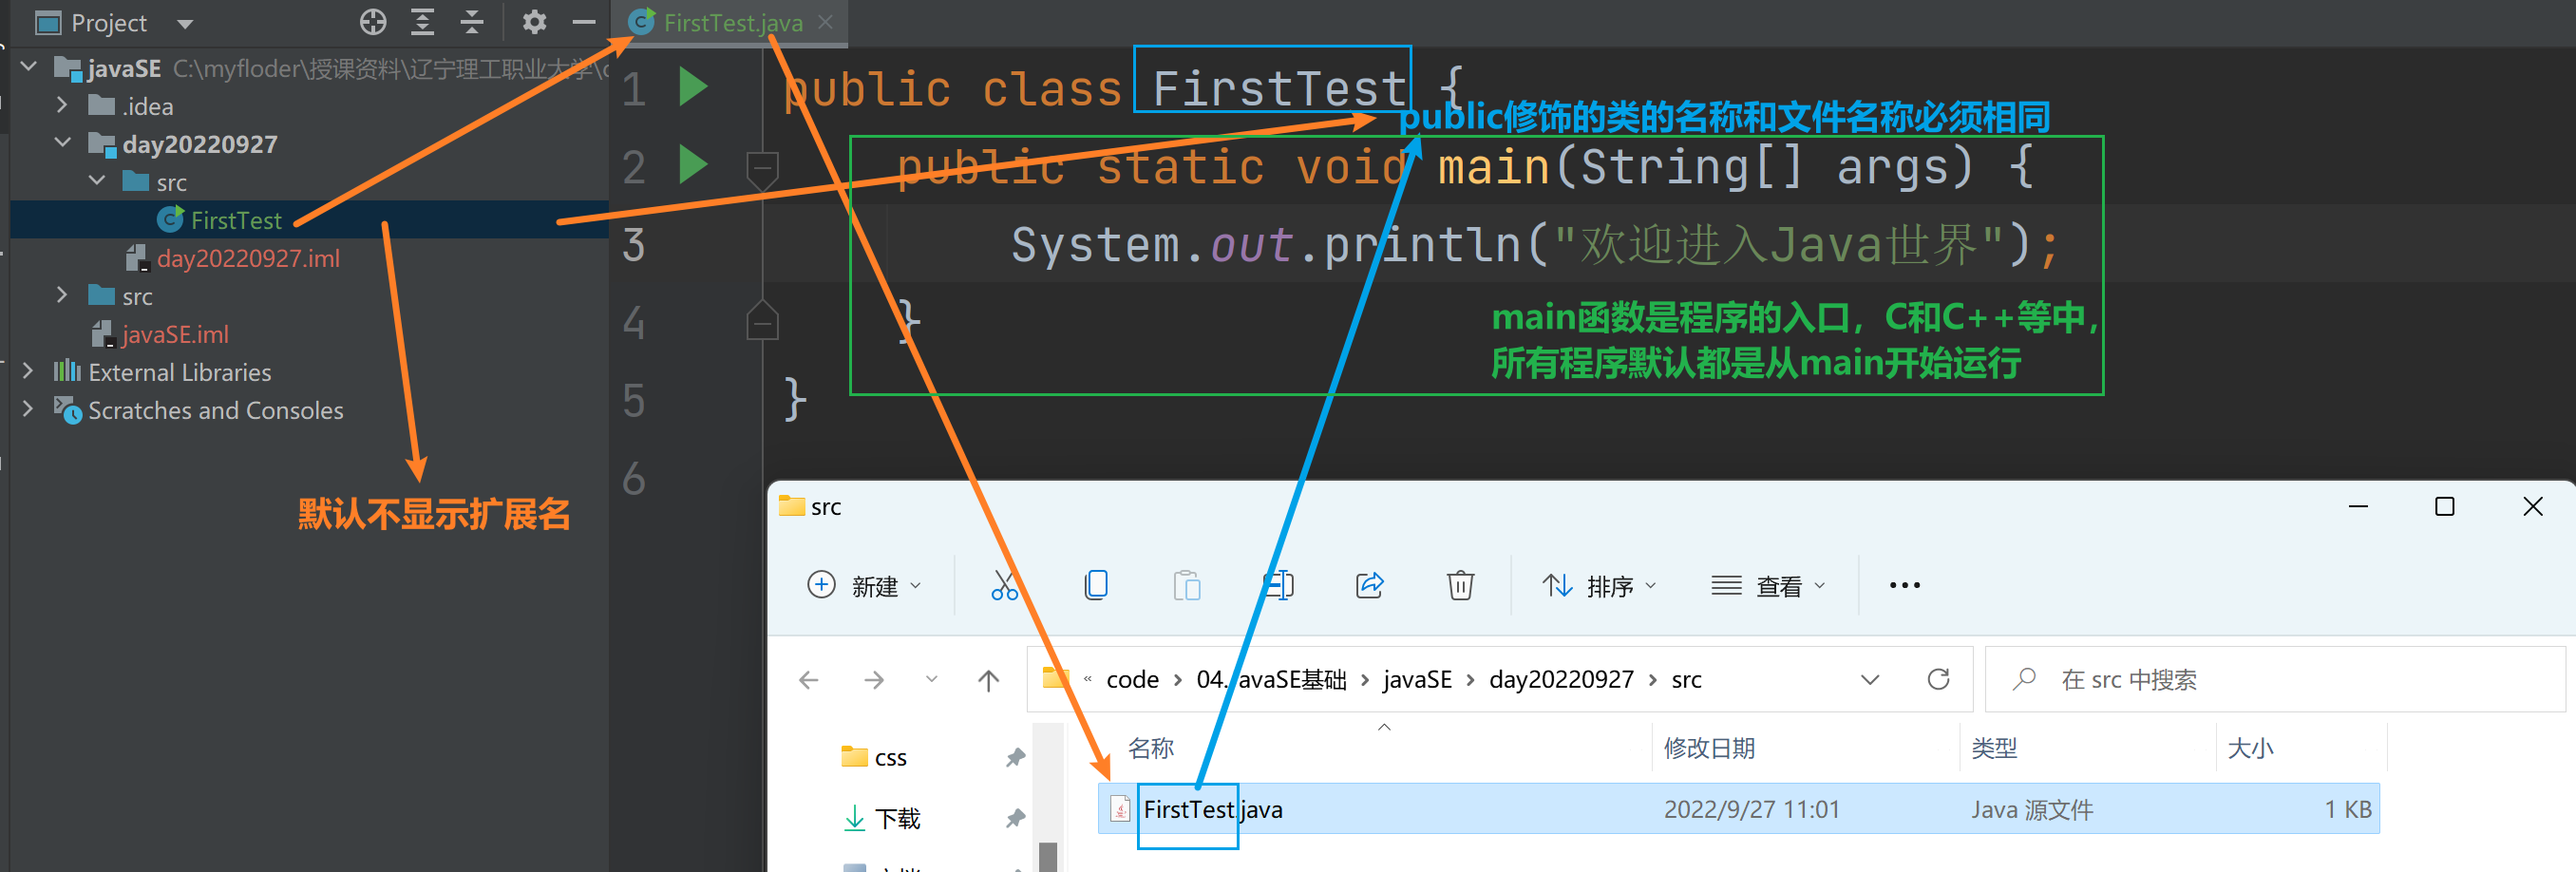 Project
FirstTest.java
javaSE C:\myfloder\授课资料\辽宁理工职业大学\c
.idea
day20220927
src
FirstTest
day20220927.iml
src
javaSE.iml
External Libraries
Scratches and Consoles
默认不显示扩展名
1 public class FirstTest {
public修饰的类的名称和文件名称必须相同
2 public static void main(String[] args) {
3 System.out.println("欢迎进入Java世界");
4 }
main函数是程序的入口，C和C++等中，
所有程序默认都是从main开始运行
5 }
6
src
新建 排序 查看
« code 04.JavaSE基础 javaSE day20220927 src
在 src 中搜索
名称 修改日期 类型 大小
css
FirstTest.java 2022/9/27 11:01 Java 源文件 1 KB
下载